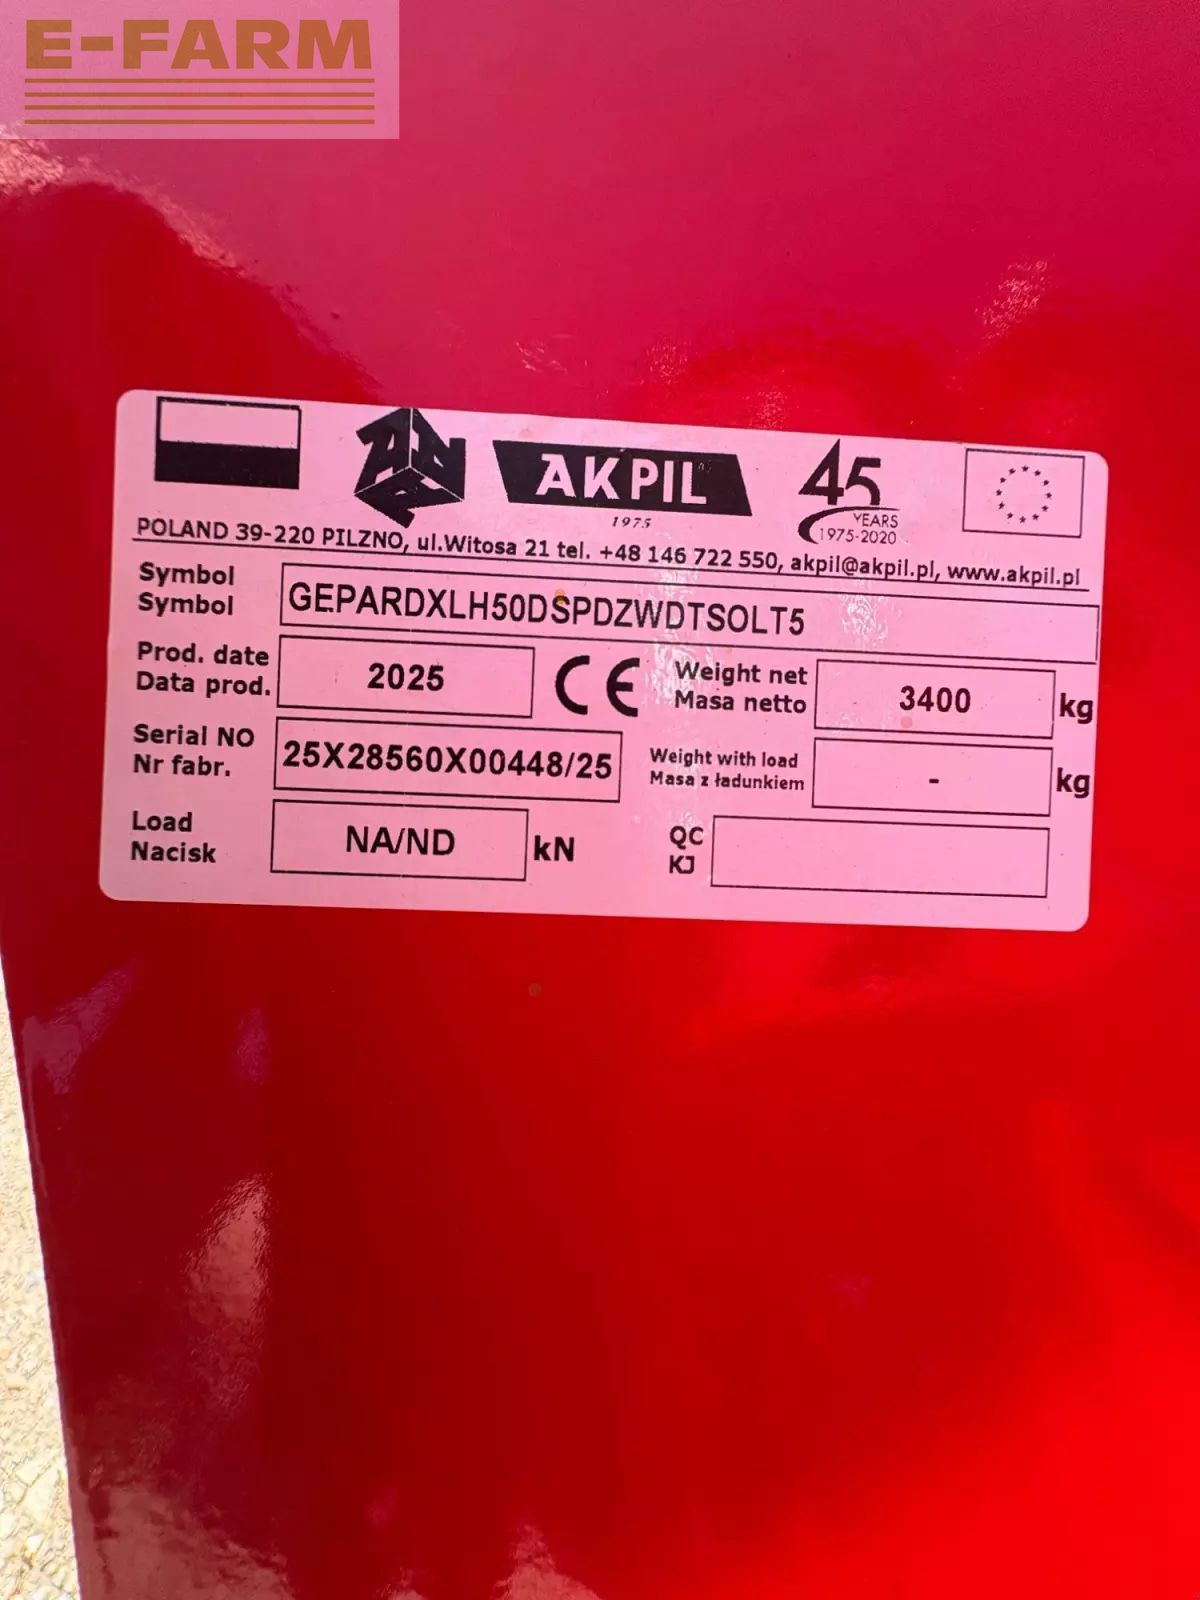 E-FARM
AKPIL
1975
45
YEARS
1975-2020
POLAND 39-220 PILZNO, ul.Witosa 21 tel. +48 146 722 550, akpil@akpil.pl, www.akpil.pl
Symbol
Symbol
GEPARDXLH50DSPDZWDTSOLT5
Prod. date
Data prod.
2025
CE
Weight net
Masa netto
3400
kg
Serial NO
Nr fabr.
25X28560X00448/25
Weight with load
Masa z ładunkiem
-
kg
Load
Nacisk
NA/ND
kN
QC
KJ